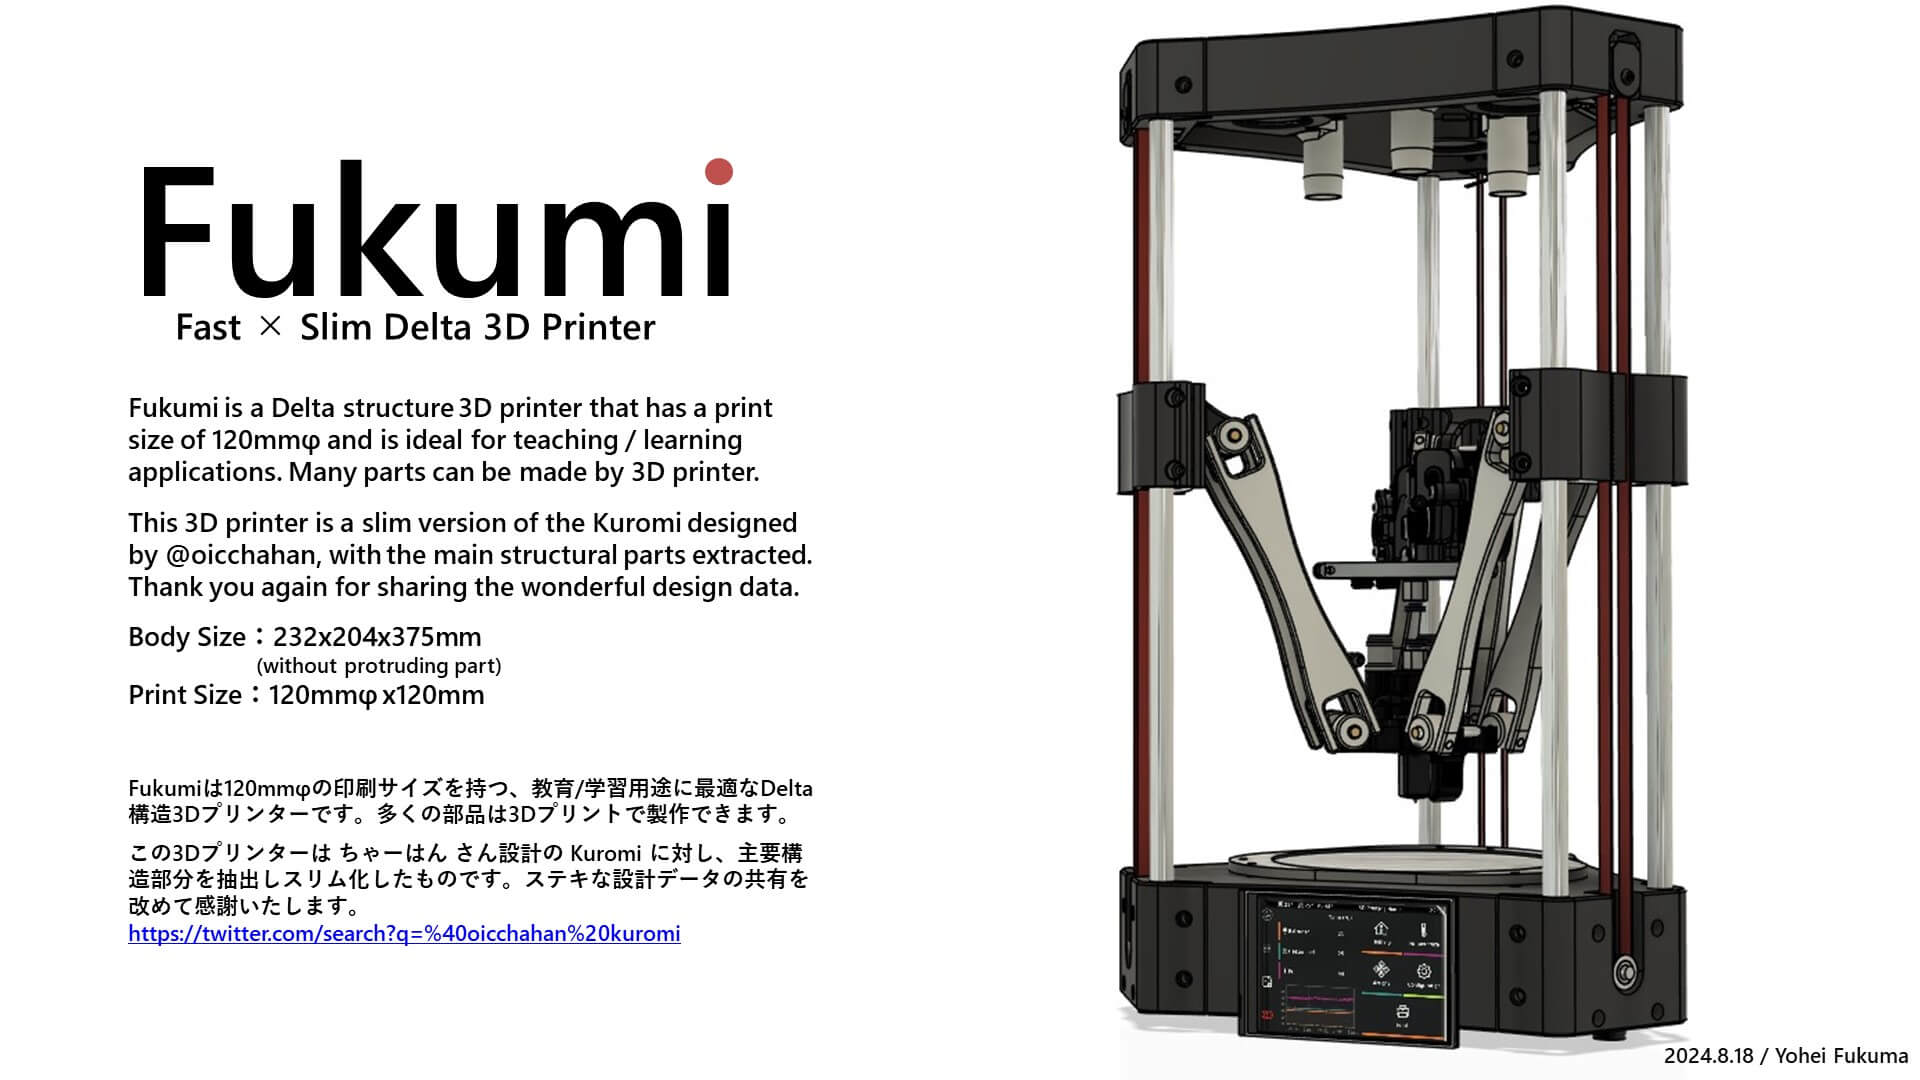 Fukumi
Fast × Slim Delta 3D Printer
Fukumi is a Delta structure 3D printer that has a print
size of 120mmφ and is ideal for teaching / learning
applications. Many parts can be made by 3D printer.
This 3D printer is a slim version of the Kuromi designed
by @oicchahan, with the main structural parts extracted.
Thank you again for sharing the wonderful design data.
Body Size：232x204x375mm
(without protruding part)
Print Size：120mmφ x120mm
Fukumiは120mmφの印刷サイズを持つ、教育/学習用途に最適なDelta
構造3Dプリンターです。多くの部品は3Dプリントで製作できます。
この3Dプリンターは ちゃーはん さん設計の Kuromi に対し、主要構
造部分を抽出しスリム化したものです。ステキな設計データの共有を
改めて感謝いたします。
https://twitter.com/search?q=%40oicchahan%20kuromi
2024.8.18 / Yohei Fukuma